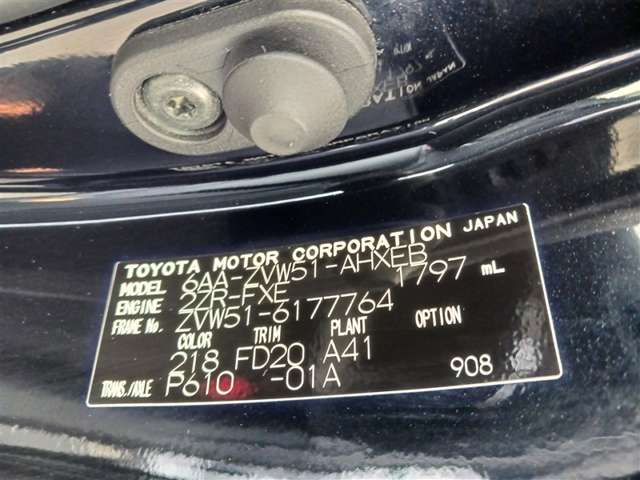 TOYOTA MOTOR CORPORATION JAPAN
MODEL 6AA-ZVW51-AHXEB
ENGINE 2ZR-FXE 1797 mL
FRAME No. ZVW51-6177764
COLOR TRIM PLANT OPTION
218 FD20 A41
TRANS./AXLE P610 -01A 908